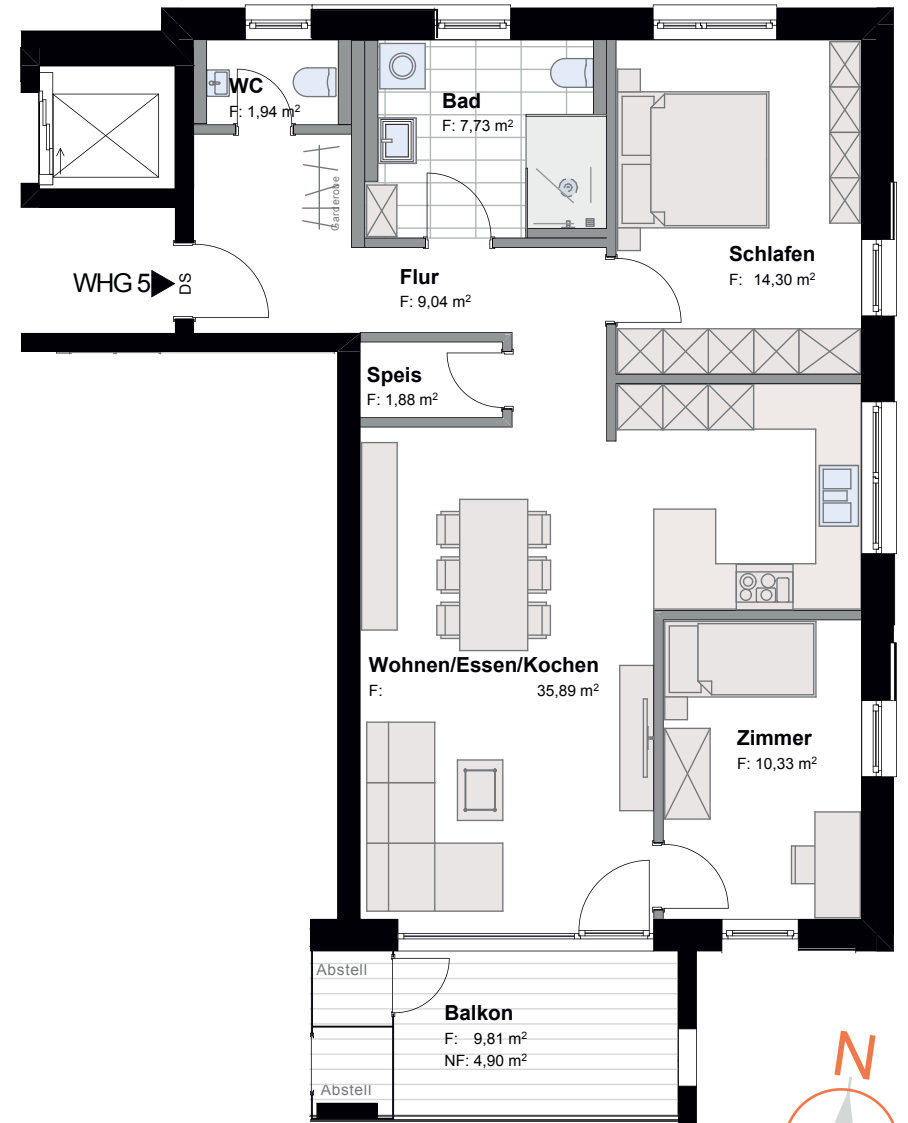 WC
F: 1,94 m²
Bad
F: 7,73 m²
Garderobe
Schlafen
F: 14,30 m²
WHG 5
DS
Flur
F: 9,04 m²
Speis
F: 1,88 m²
Wohnen/Essen/Kochen
F: 35,89 m²
Zimmer
F: 10,33 m²
Abstell
Balkon
F: 9,81 m²
NF: 4,90 m²
Abstell
N